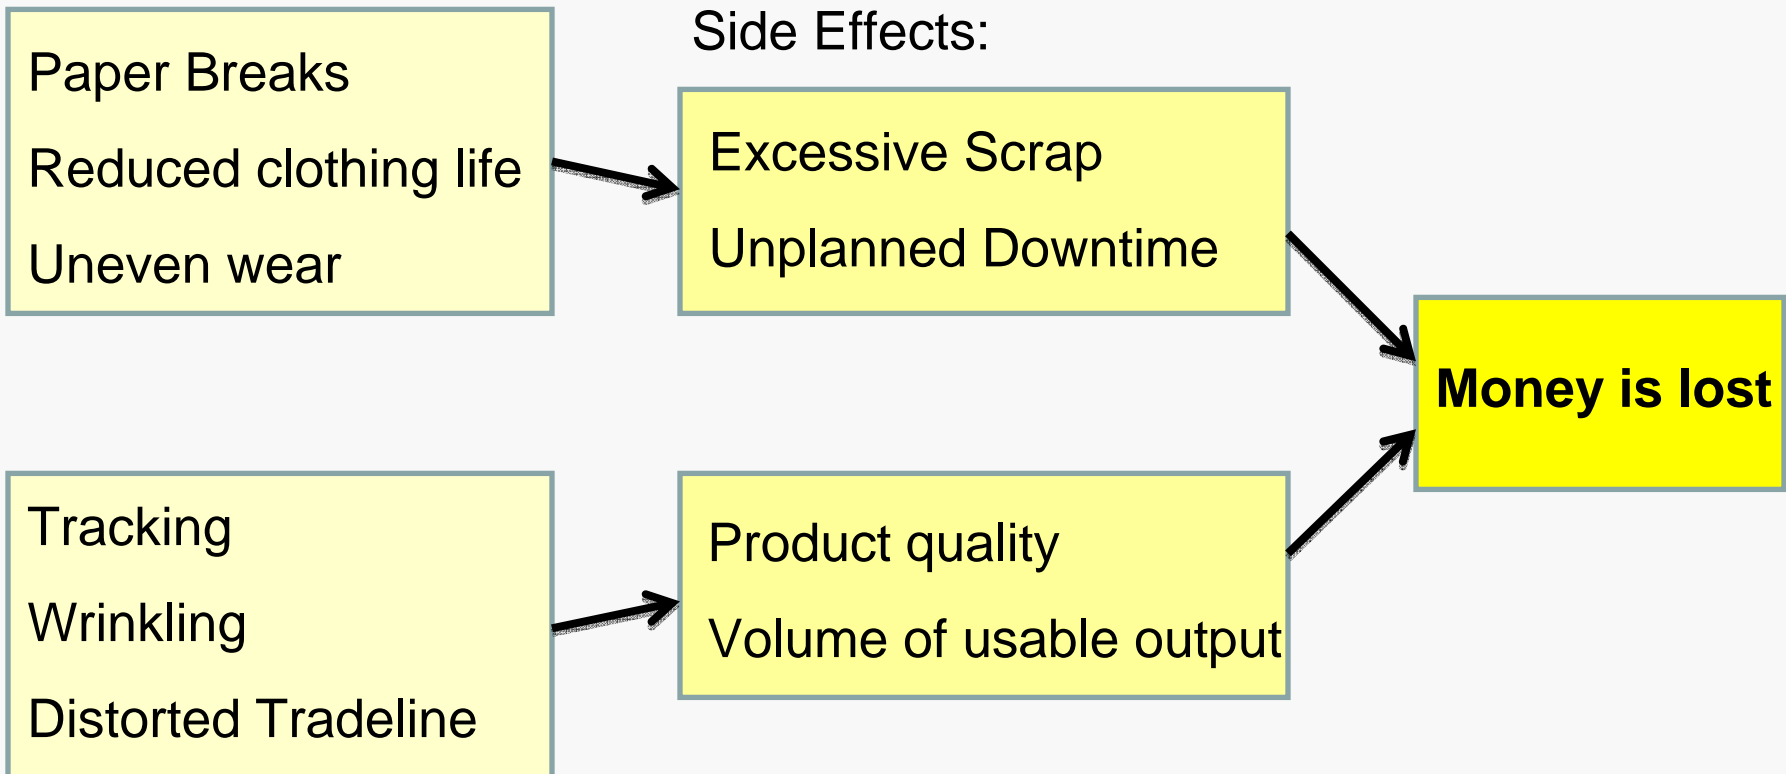 Paper Breaks
Reduced clothing life
Uneven wear
Side Effects:
Excessive Scrap
Unplanned Downtime
Money is lost
Tracking
Wrinkling
Distorted Tradeline
Product quality
Volume of usable output